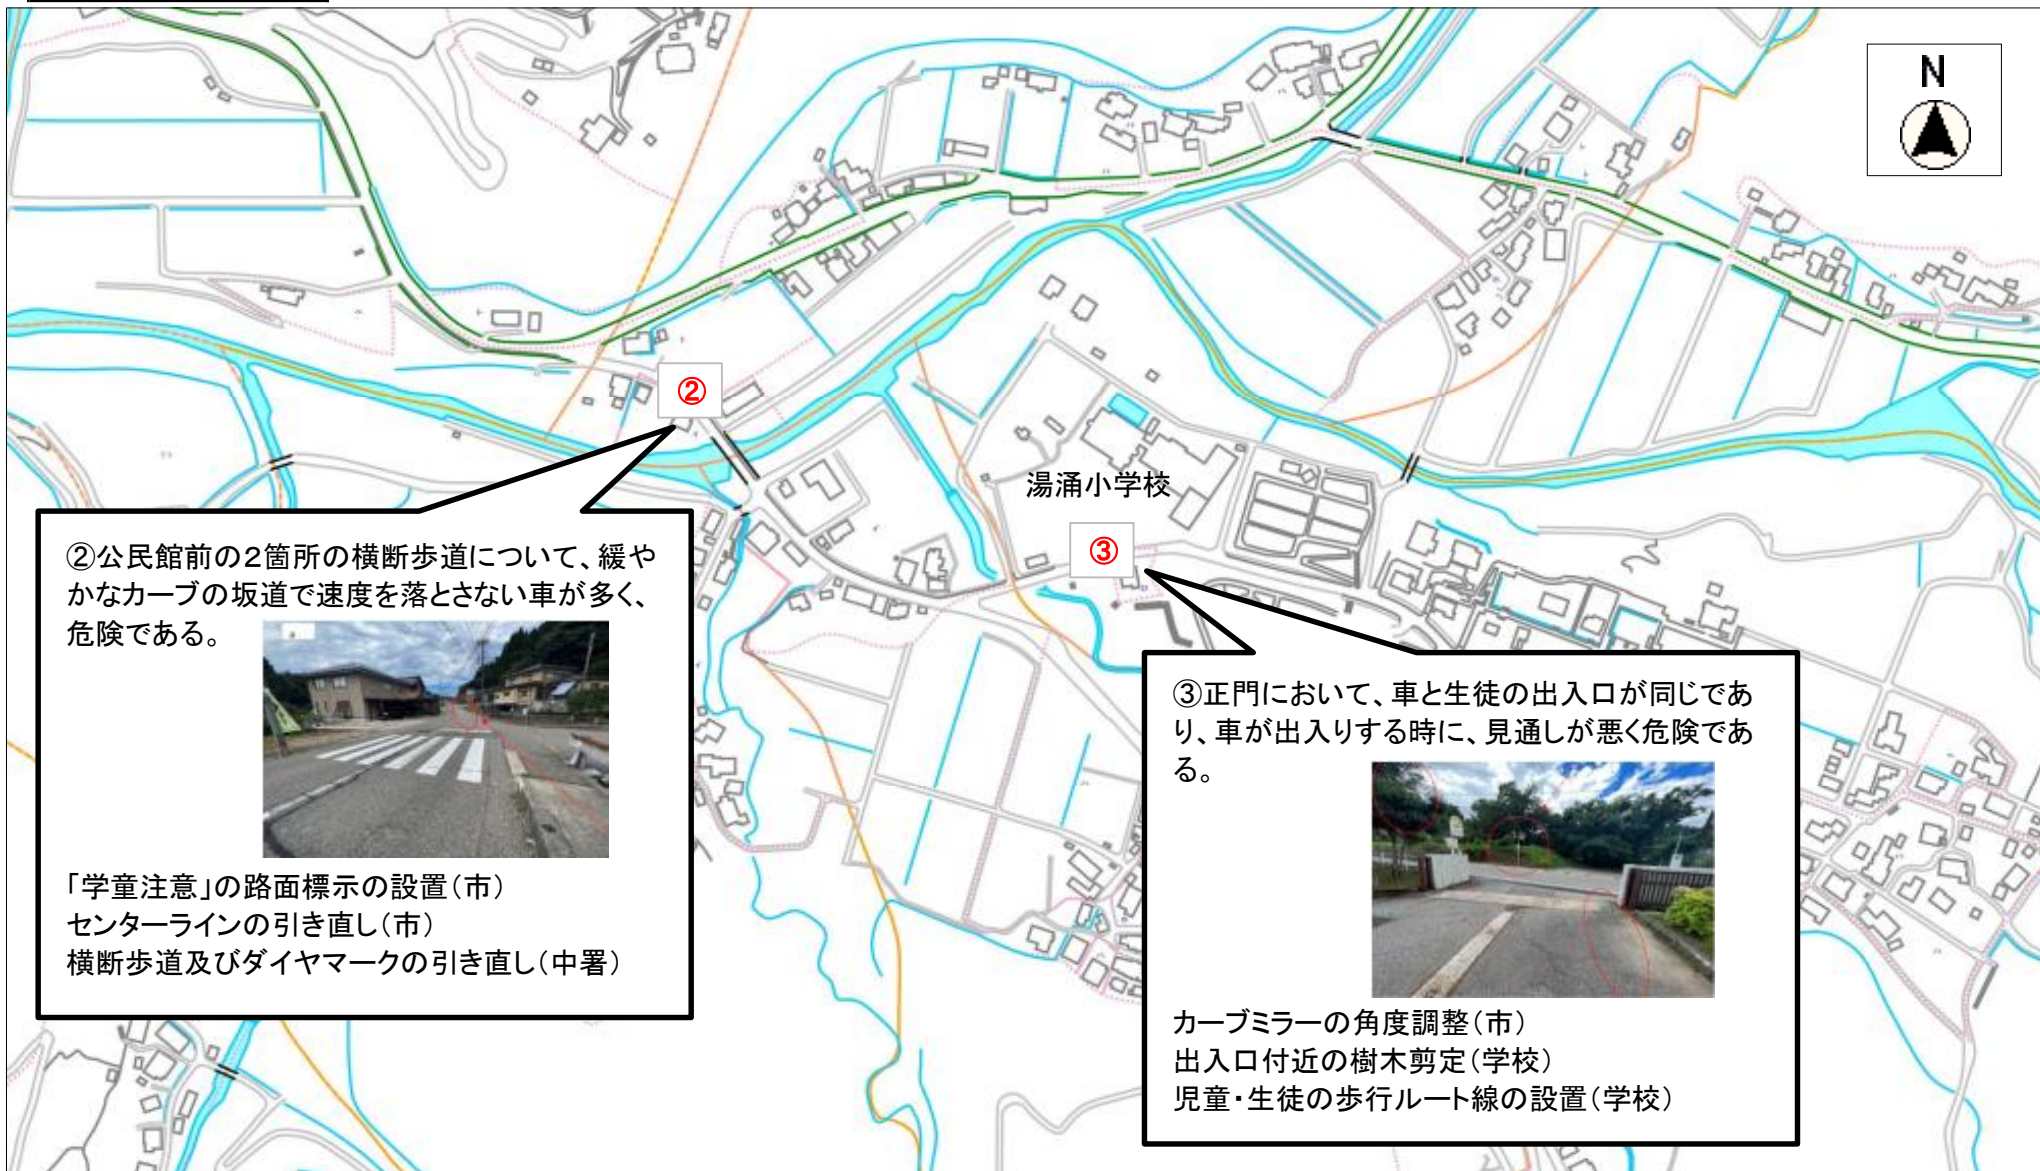 N
②
湯涌小学校
③
②公民館前の２箇所の横断歩道について、緩や
かなカーブの坂道で速度を落とさない車が多く、
危険である。
「学童注意」の路面標示の設置（市）
センターラインの引き直し（市）
横断歩道及びダイヤマークの引き直し（中署）
③正門において、車と生徒の出入口が同じであ
り、車が出入りする時に、見通しが悪く危険であ
る。
カーブミラーの角度調整（市）
出入口付近の樹木剪定（学校）
児童・生徒の歩行ルート線の設置（学校）